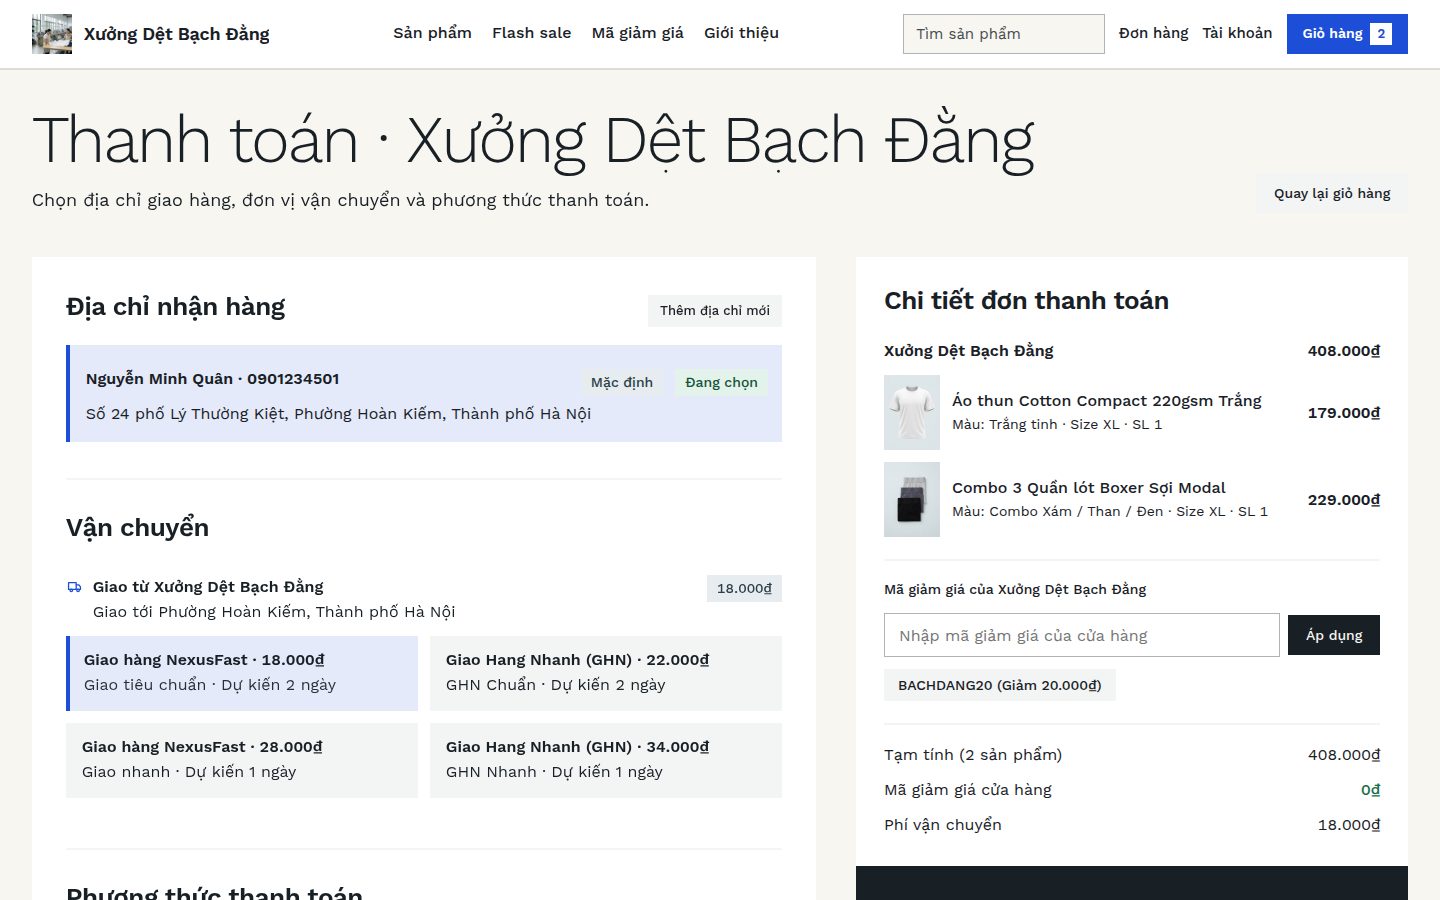 Xưởng Dệt Bạch Đằng
Sản phẩm
Flash sale
Mã giảm giá
Giới thiệu
Tìm sản phẩm
Đơn hàng
Tài khoản
Giỏ hàng 2
Thanh toán · Xưởng Dệt Bạch Đằng
Chọn địa chỉ giao hàng, đơn vị vận chuyển và phương thức thanh toán.
Quay lại giỏ hàng
Địa chỉ nhận hàng
Thêm địa chỉ mới
Nguyễn Minh Quân · 0901234501
Mặc định
Đang chọn
Số 24 phố Lý Thường Kiệt, Phường Hoàn Kiếm, Thành phố Hà Nội
Vận chuyển
Giao từ Xưởng Dệt Bạch Đằng
18.000₫
Giao tới Phường Hoàn Kiếm, Thành phố Hà Nội
Giao hàng NexusFast · 18.000₫
Giao tiêu chuẩn · Dự kiến 2 ngày
Giao Hang Nhanh (GHN) · 22.000₫
GHN Chuẩn · Dự kiến 2 ngày
Giao hàng NexusFast · 28.000₫
Giao nhanh · Dự kiến 1 ngày
Giao Hang Nhanh (GHN) · 34.000₫
GHN Nhanh · Dự kiến 1 ngày
Phương thức thanh toán
Chi tiết đơn thanh toán
Xưởng Dệt Bạch Đằng 408.000₫
Áo thun Cotton Compact 220gsm Trắng
Màu: Trắng tinh · Size XL · SL 1
179.000₫
Combo 3 Quần lót Boxer Sợi Modal
Màu: Combo Xám / Than / Đen · Size XL · SL 1
229.000₫
Mã giảm giá của Xưởng Dệt Bạch Đằng
Nhập mã giảm giá của cửa hàng
Áp dụng
BACHDANG20 (Giảm 20.000₫)
Tạm tính (2 sản phẩm) 408.000₫
Mã giảm giá cửa hàng 0₫
Phí vận chuyển 18.000₫